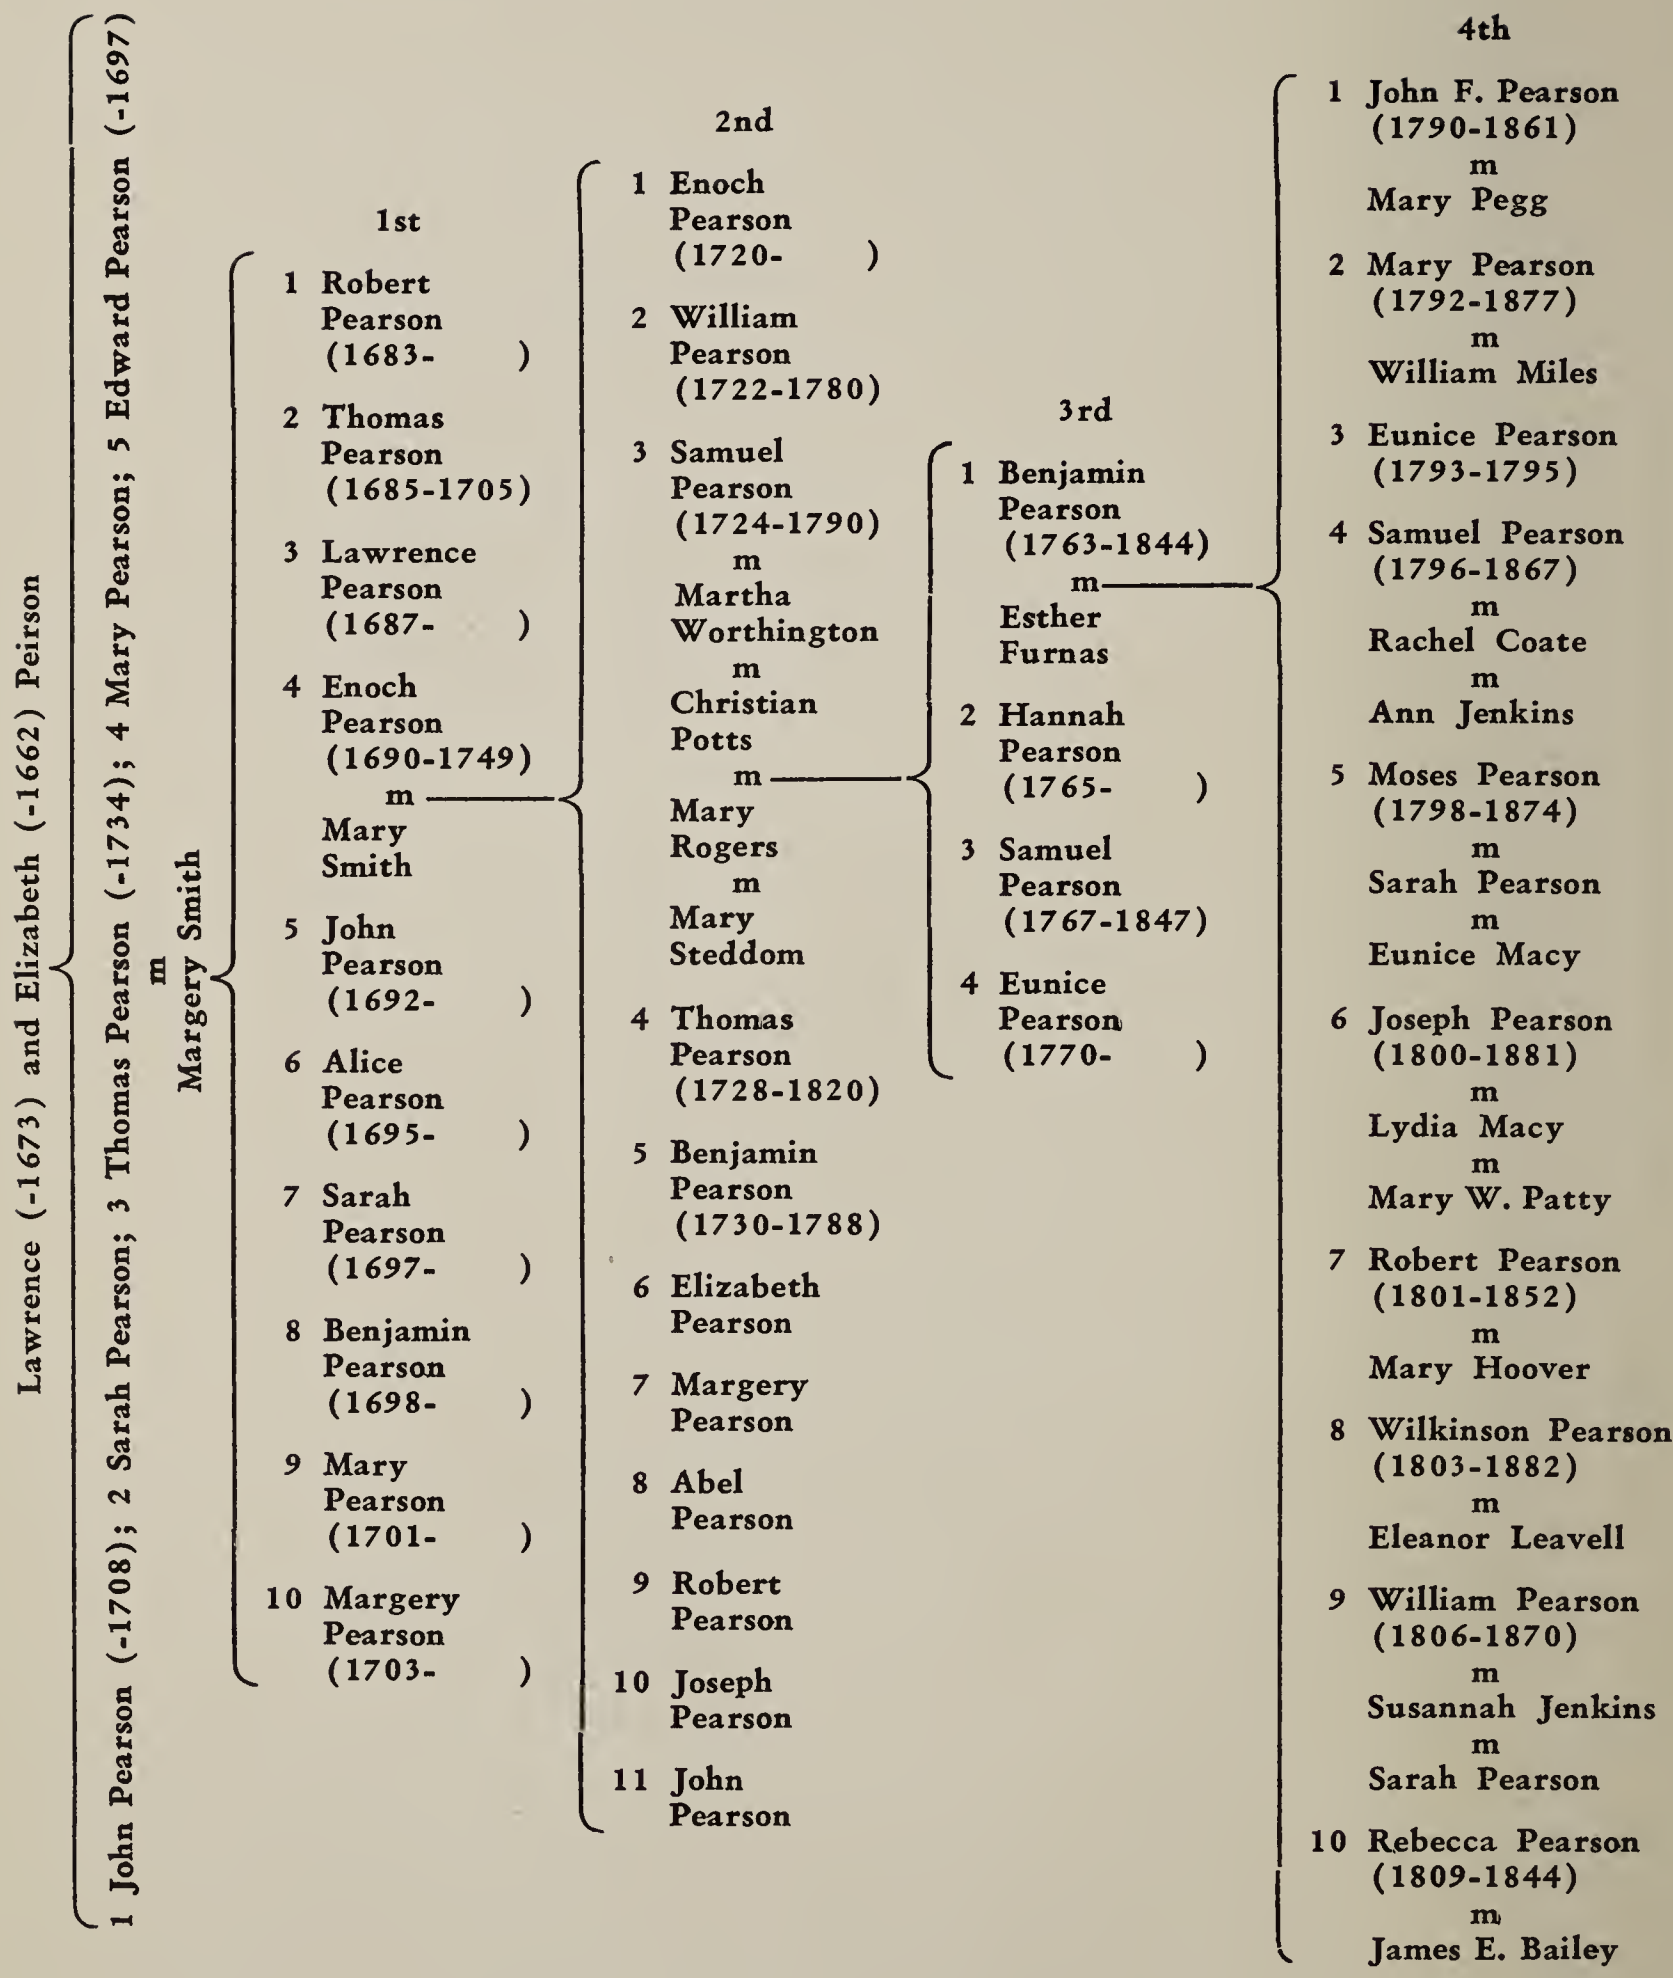 Lawrence (-1673) and Elizabeth (-1662) Peirson
1 John Pearson (-1708); 2 Sarah Pearson; 3 Thomas Pearson (-1734); 4 Mary Pearson; 5 Edward Pearson (-1697)
m
Margery Smith
1st
1 Robert
Pearson
(1683- )
2 Thomas
Pearson
(1685-1705)
3 Lawrence
Pearson
(1687- )
4 Enoch
Pearson
(1690-1749)
m
Mary
Smith
5 John
Pearson
(1692- )
6 Alice
Pearson
(1695- )
7 Sarah
Pearson
(1697- )
8 Benjamin
Pearson
(1698- )
9 Mary
Pearson
(1701- )
10 Margery
Pearson
(1703- )
2nd
1 Enoch
Pearson
(1720- )
2 William
Pearson
(1722-1780)
3 Samuel
Pearson
(1724-1790)
m
Martha
Worthington
m
Christian
Potts
m
Mary
Rogers
m
Mary
Steddom
4 Thomas
Pearson
(1728-1820)
5 Benjamin
Pearson
(1730-1788)
6 Elizabeth
Pearson
7 Margery
Pearson
8 Abel
Pearson
9 Robert
Pearson
10 Joseph
Pearson
11 John
Pearson
3rd
1 Benjamin
Pearson
(1763-1844)
m
Esther
Furnas
2 Hannah
Pearson
(1765- )
3 Samuel
Pearson
(1767-1847)
4 Eunice
Pearson
(1770- )
4th
1 John F. Pearson
(1790-1861)
m
Mary Pegg
2 Mary Pearson
(1792-1877)
m
William Miles
3 Eunice Pearson
(1793-1795)
4 Samuel Pearson
(1796-1867)
m
Rachel Coate
m
Ann Jenkins
5 Moses Pearson
(1798-1874)
m
Sarah Pearson
m
Eunice Macy
6 Joseph Pearson
(1800-1881)
m
Lydia Macy
m
Mary W. Patty
7 Robert Pearson
(1801-1852)
m
Mary Hoover
8 Wilkinson Pearson
(1803-1882)
m
Eleanor Leavell
9 William Pearson
(1806-1870)
m
Susannah Jenkins
m
Sarah Pearson
10 Rebecca Pearson
(1809-1844)
m
James E. Bailey